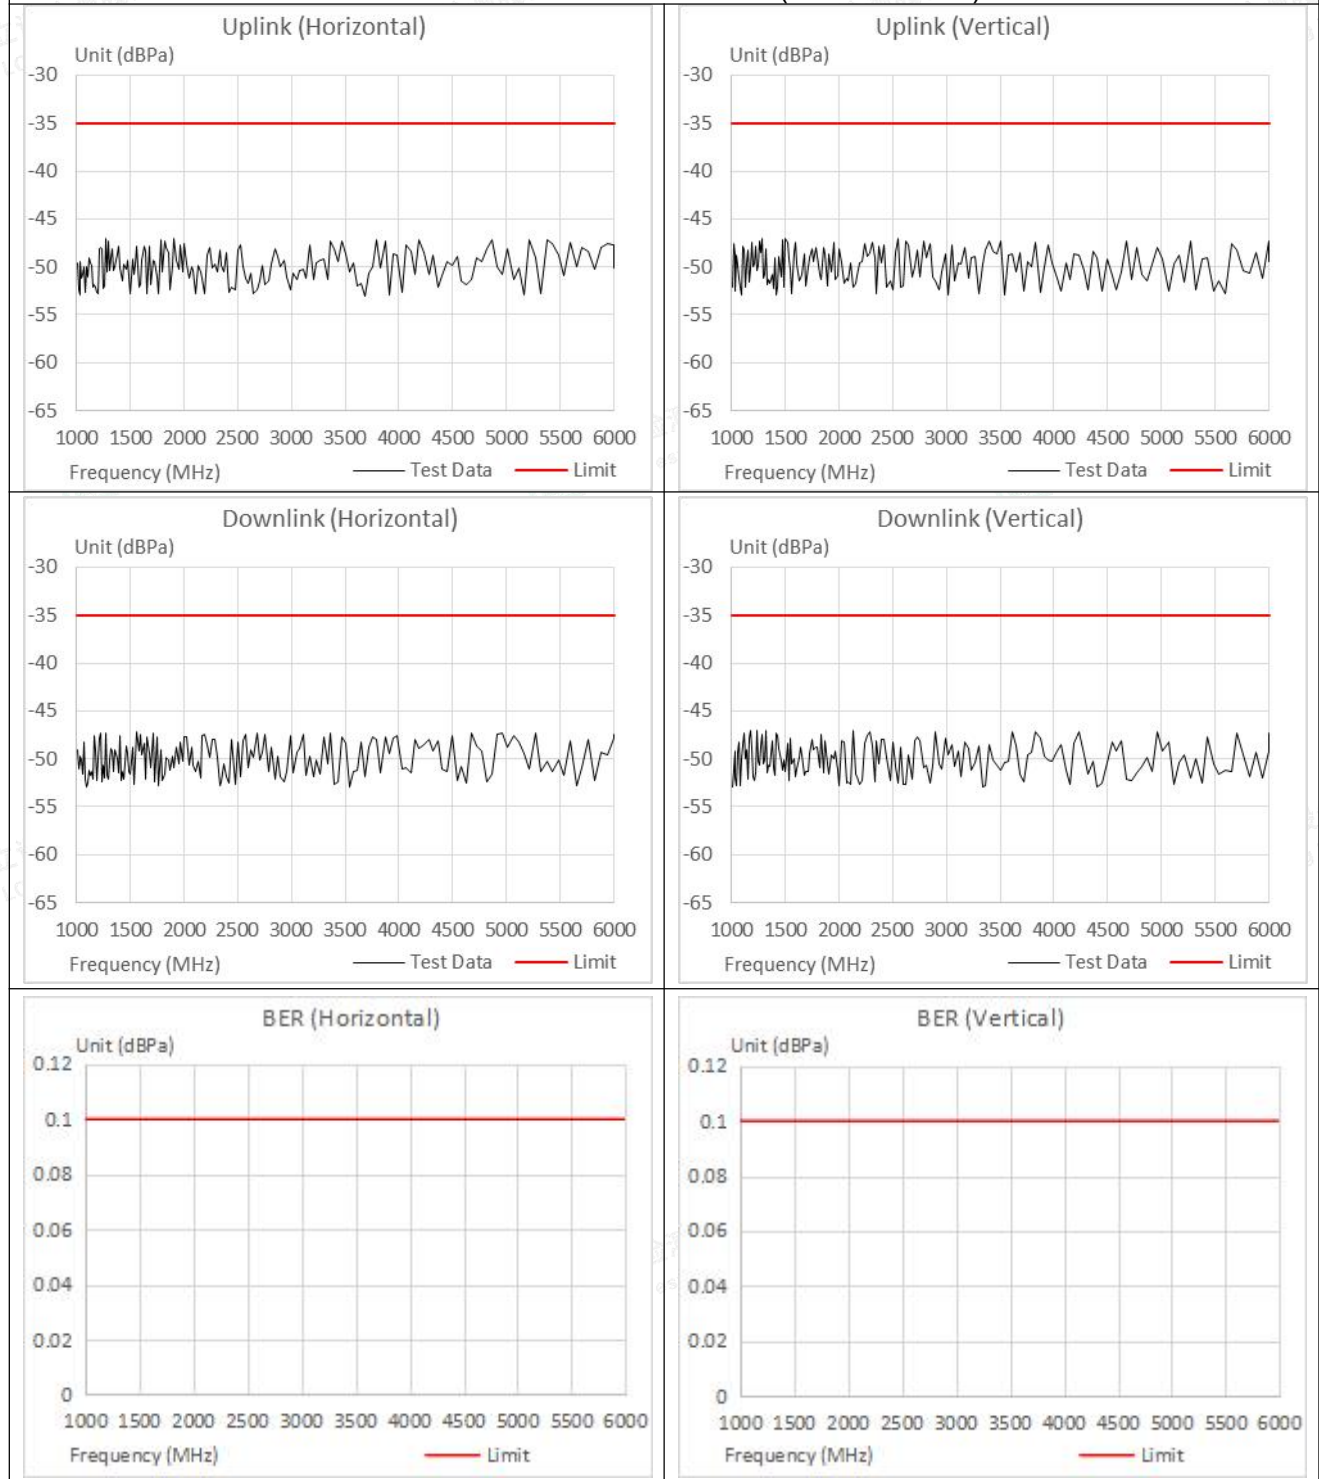 Uplink (Horizontal)
Unit (dBPa)
-30
-35
-40
-45
-50
-55
-60
-65
1000 1500 2000 2500 3000 3500 4000 4500 5000 5500 6000
Frequency (MHz) Test Data Limit
Uplink (Vertical)
Unit (dBPa)
-30
-35
-40
-45
-50
-55
-60
-65
1000 1500 2000 2500 3000 3500 4000 4500 5000 5500 6000
Frequency (MHz) Test Data Limit
Downlink (Horizontal)
Unit (dBPa)
-30
-35
-40
-45
-50
-55
-60
-65
1000 1500 2000 2500 3000 3500 4000 4500 5000 5500 6000
Frequency (MHz) Test Data Limit
Downlink (Vertical)
Unit (dBPa)
-30
-35
-40
-45
-50
-55
-60
-65
1000 1500 2000 2500 3000 3500 4000 4500 5000 5500 6000
Frequency (MHz) Test Data Limit
BER (Horizontal)
Unit (dBPa)
0.12
0.1
0.08
0.06
0.04
0.02
0
1000 1500 2000 2500 3000 3500 4000 4500 5000 5500 6000
Frequency (MHz) Limit
BER (Vertical)
Unit (dBPa)
0.12
0.1
0.08
0.06
0.04
0.02
0
1000 1500 2000 2500 3000 3500 4000 4500 5000 5500 6000
Frequency (MHz) Limit